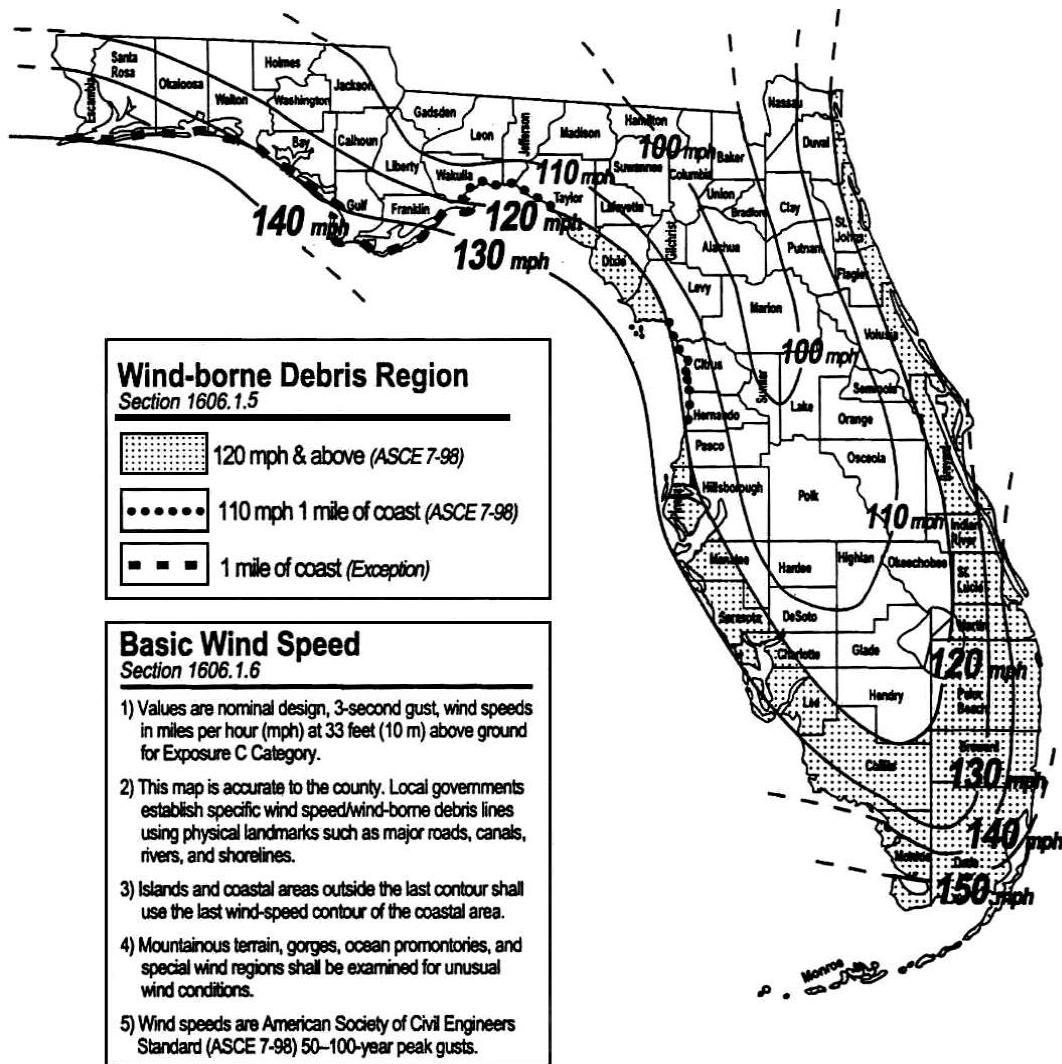 Santa
Rosa
Escambia
Okaloosa
Walton
Holmes
Washington
Jackson
Bay
Calhoun
Gulf
Gadsden
Liberty
Franklin
Leon
Wakulla
Jefferson
Madison
Taylor
Hamilton
Suwannee
Lafayette
Dixie
Columbia
Baker
Nassau
Duval
Union
Bradford
Clay
St.
Johns
Gilchrist
Alachua
Putnan
Flagler
Levy
Marion
Volusia
Citrus
Sumter
Lake
Seminole
Orange
Hernando
Pasco
Hillsborough
Polk
Osceola
Brevard
Indian
River
Manatee
Hardee
Highlan
Okeechobee
St.
Lucie
Sarasota
DeSoto
Martin
Charlotte
Glade
Lee
Hendry
Palm
Beach
Collier
Broward
Monroe
Dade
Monroe
140 mph
130 mph
120 mph
110 mph
100 mph
100 mph
110 mph
120 mph
130 mph
140 mph
150 mph
Wind-borne Debris Region
Section 1606.1.5
120 mph & above (ASCE 7-98)
110 mph 1 mile of coast (ASCE 7-98)
1 mile of coast (Exception)
Basic Wind Speed
Section 1606.1.6
1) Values are nominal design, 3-second gust, wind speeds
in miles per hour (mph) at 33 feet (10 m) above ground
for Exposure C Category.
2) This map is accurate to the county. Local governments
establish specific wind speed/wind-borne debris lines
using physical landmarks such as major roads, canals,
rivers, and shorelines.
3) Islands and coastal areas outside the last contour shall
use the last wind-speed contour of the coastal area.
4) Mountainous terrain, gorges, ocean promontories, and
special wind regions shall be examined for unusual
wind conditions.
5) Wind speeds are American Society of Civil Engineers
Standard (ASCE 7-98) 50–100-year peak gusts.